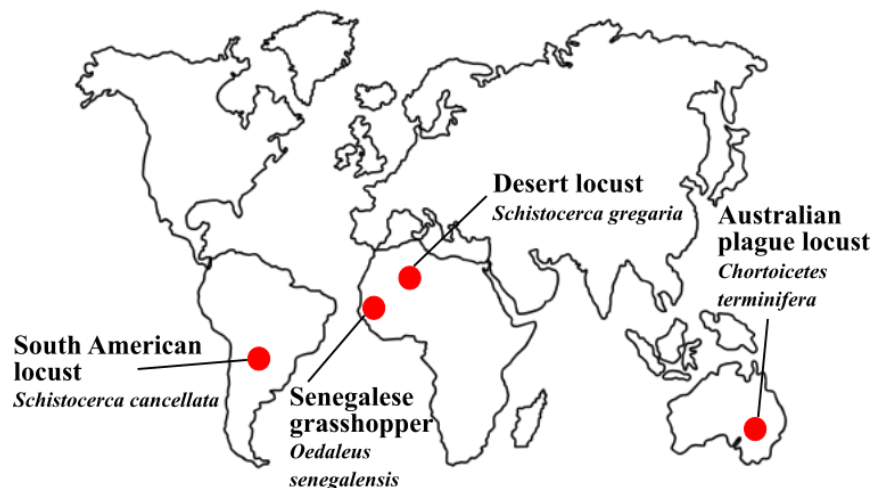 Desert locust
Schistocerca gregaria
Australian
plague locust
Chortoicetes
terminifera
South American
locust
Schistocerca cancellata
Senegalese
grasshopper
Oedaleus
senegalensis